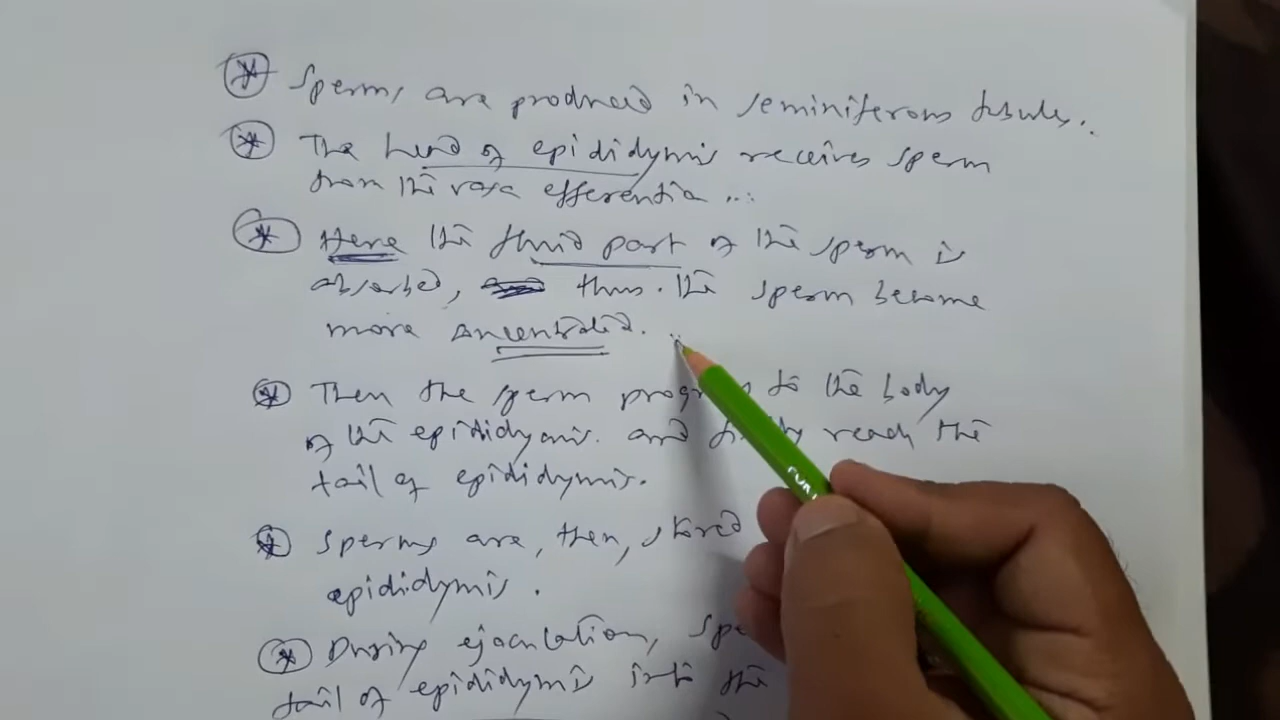 Sperms are produced in seminiferous tubules..
The head of epididymis receives sperm
from the vasa efferentia ...
Here the fluid part of the sperm is
absorbed, thus the sperm become
more concentrated.
Then the sperm progress to the body
of the epididymis. and finally reach the
tail of epididymis.
Sperms are, then, stored
epididymis.
During ejaculation,
tail of epididymis into the